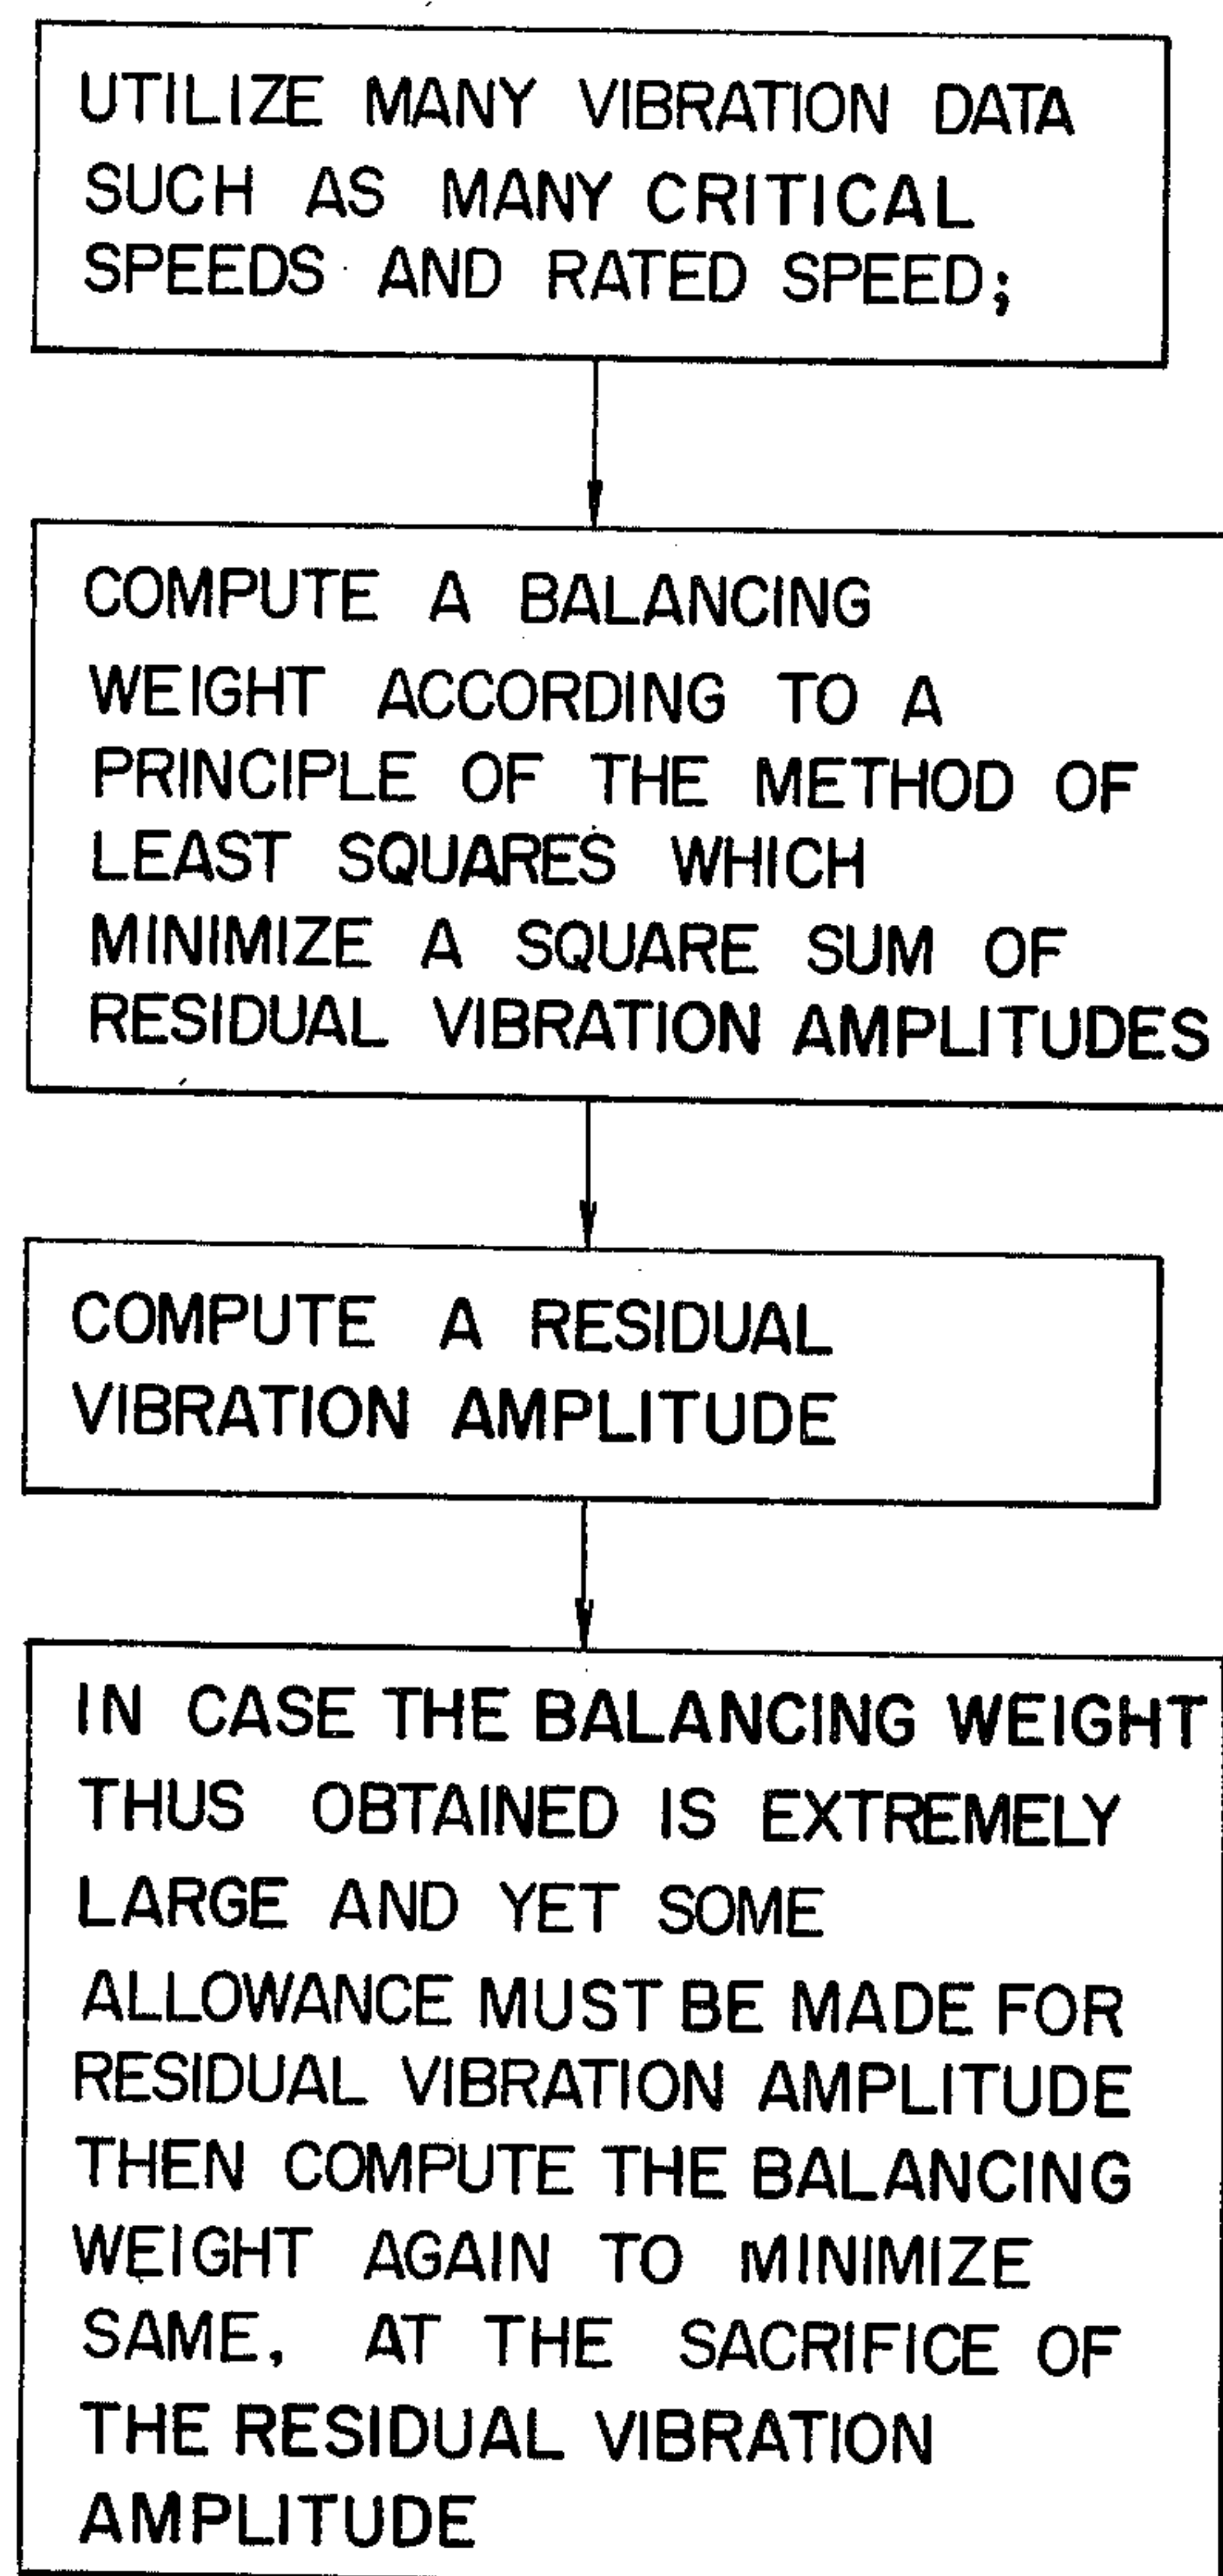 UTILIZE MANY VIBRATION DATA
SUCH AS MANY CRITICAL
SPEEDS AND RATED SPEED;
COMPUTE A BALANCING
WEIGHT ACCORDING TO A
PRINCIPLE OF THE METHOD OF
LEAST SQUARES WHICH
MINIMIZE A SQUARE SUM OF
RESIDUAL VIBRATION AMPLITUDES
COMPUTE A RESIDUAL
VIBRATION AMPLITUDE
IN CASE THE BALANCING WEIGHT
THUS OBTAINED IS EXTREMELY
LARGE AND YET SOME
ALLOWANCE MUST BE MADE FOR
RESIDUAL VIBRATION AMPLITUDE
THEN COMPUTE THE BALANCING
WEIGHT AGAIN TO MINIMIZE
SAME, AT THE SACRIFICE OF
THE RESIDUAL VIBRATION
AMPLITUDE